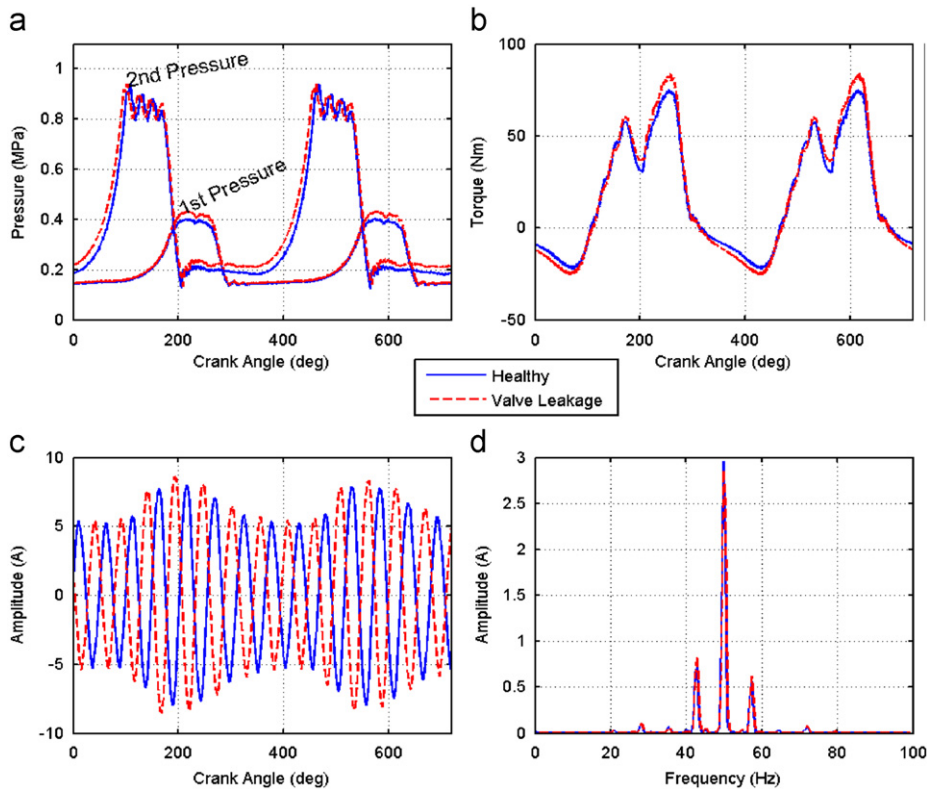 a
2nd Pressure
1st Pressure
Pressure (MPa)
1
0.8
0.6
0.4
0.2
0
0 200 400 600
Crank Angle (deg)
b
Torque (Nm)
100
50
0
-50
0 200 400 600
Crank Angle (deg)
Healthy
Valve Leakage
c
Amplitude (A)
10
5
0
-5
-10
0 200 400 600
Crank Angle (deg)
d
Amplitude (A)
3
2.5
2
1.5
1
0.5
0
0 20 40 60 80 100
Frequency (Hz)